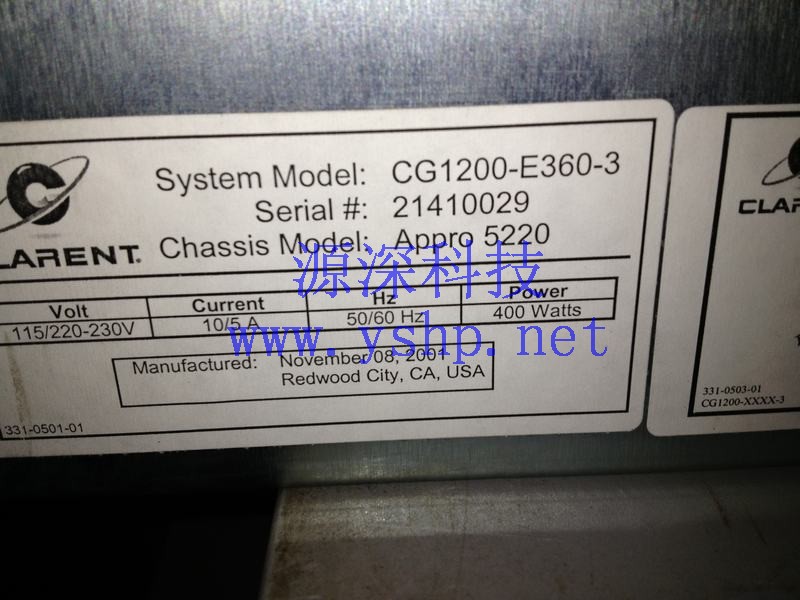 System Model: CG1200-E360-3
Serial #: 21410029
CLARENT. Chassis Model: Appro 5220
源深科技
Volt Current Hz Power
115/220-230V 10/5 A 50/60 Hz 400 Watts
www.yshp.net
Manufactured: November 08, 2001
Redwood City, CA, USA
331-0501-01
CLAR
331-0503-01
CG1200-XXXX-3